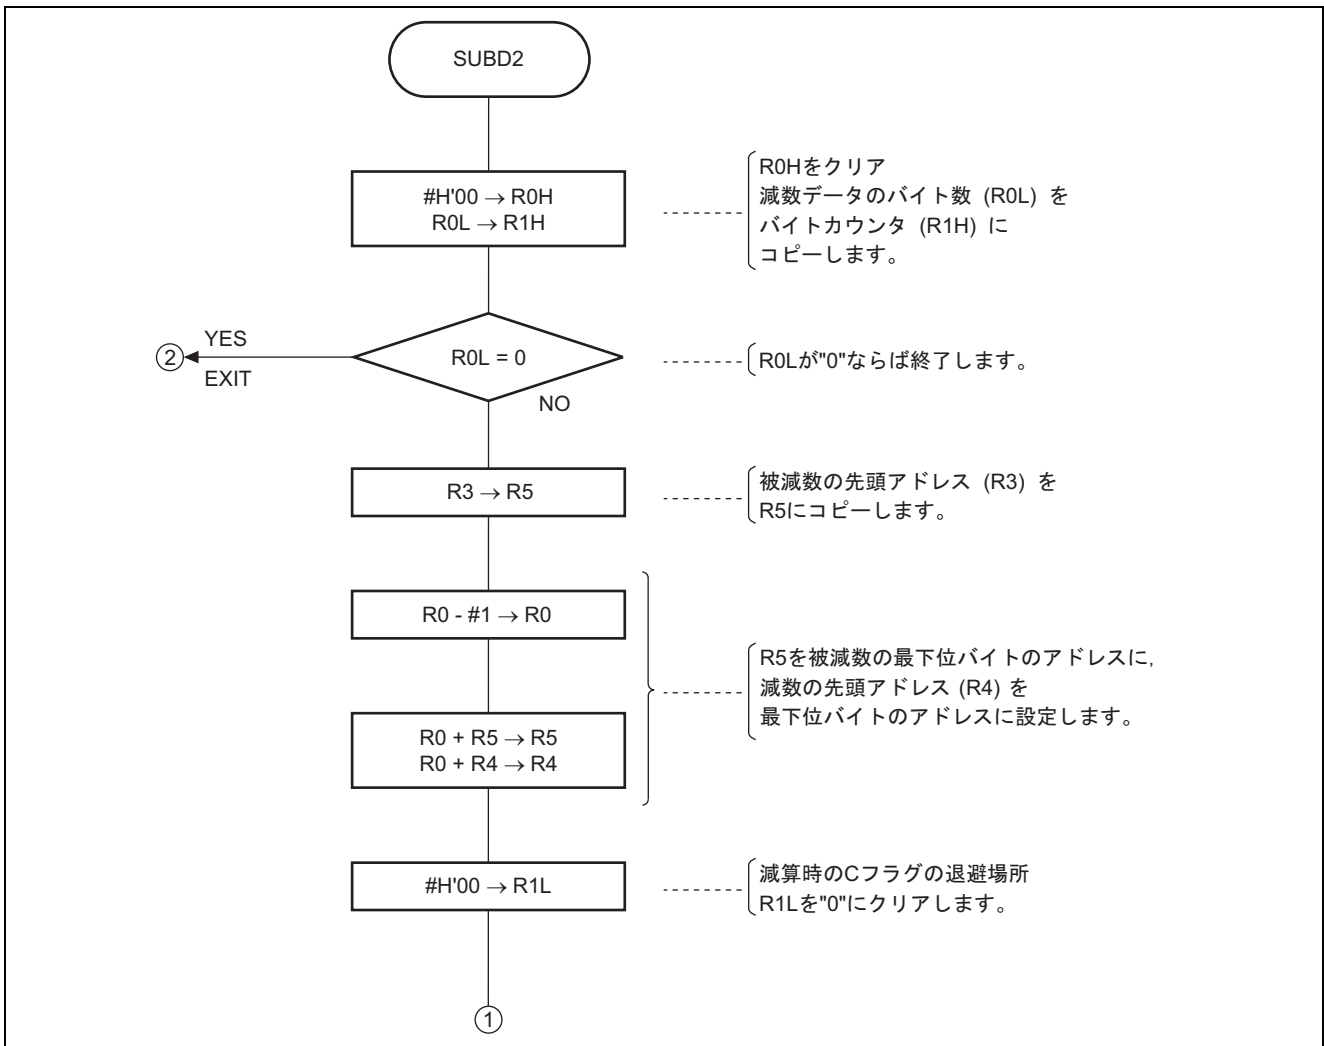 SUBD2
#H'00 → R0H
R0L → R1H
R0Hをクリア
減数データのバイト数 (R0L) を
バイトカウンタ (R1H) に
コピーします。
② YES
EXIT
R0L = 0
NO
R0Lが"0"ならば終了します。
R3 → R5
被減数の先頭アドレス (R3) を
R5にコピーします。
R0 - #1 → R0
R0 + R5 → R5
R0 + R4 → R4
R5を被減数の最下位バイトのアドレスに,
減数の先頭アドレス (R4) を
最下位バイトのアドレスに設定します。
#H'00 → R1L
減算時のCフラグの退避場所
R1Lを"0"にクリアします。
①